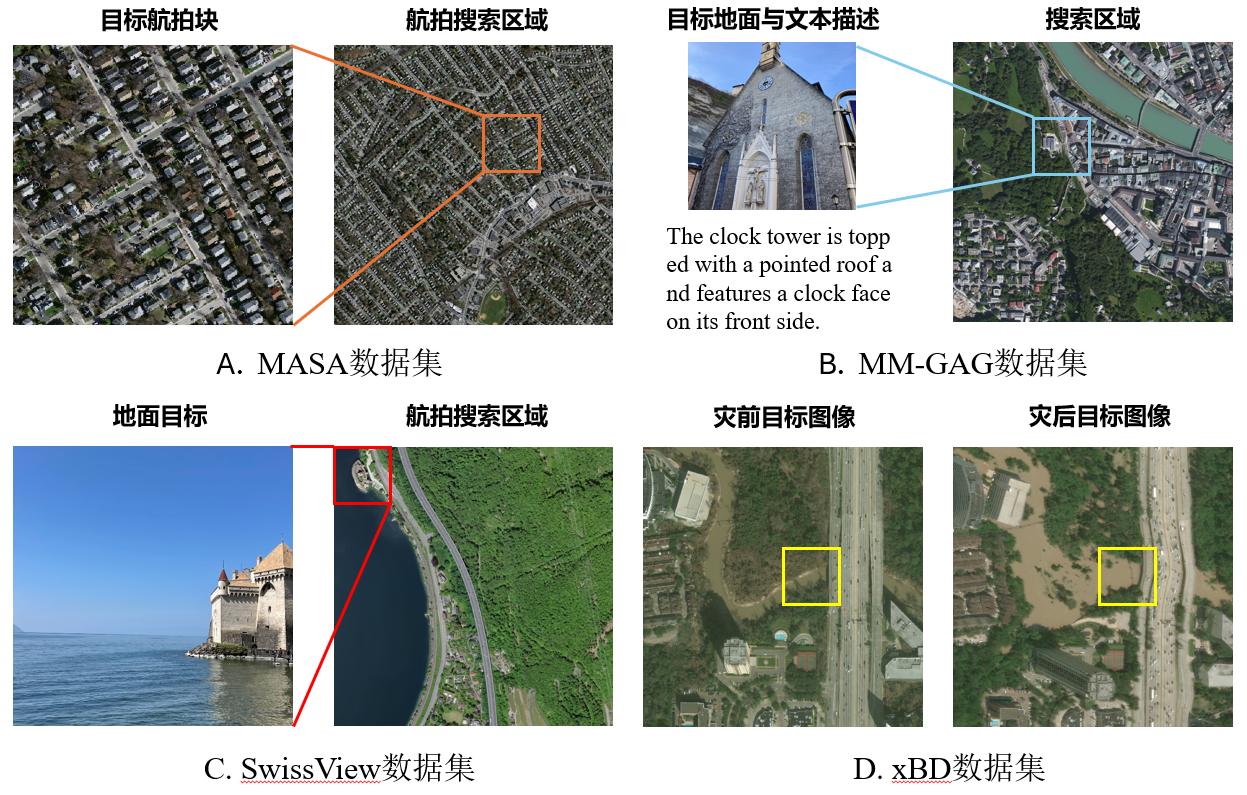 目标航拍块
航拍搜索区域
目标地面与文本描述
搜索区域
The clock tower is topp
ed with a pointed roof a
nd features a clock face
on its front side.
A. MASA数据集
B. MM-GAG数据集
地面目标
航拍搜索区域
灾前目标图像
灾后目标图像
C. SwissView数据集
D. xBD数据集